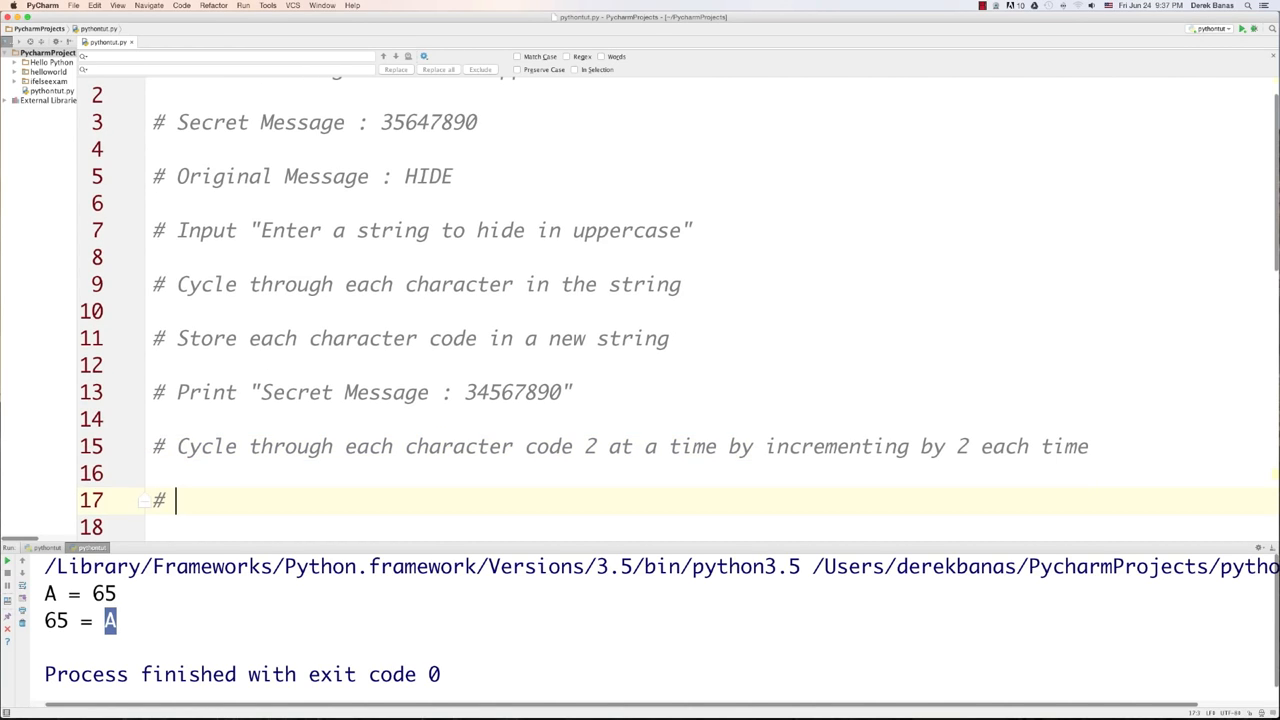 PyCharm File Edit View Navigate Code Refactor Run Tools VCS Window Help Fri Jun 24 9:37 PM Derek Banas
pythontut.py - PycharmProjects - [~/PycharmProjects]
PycharmProjects pythontut.py pythontut
pythontut.py
Match Case Regex Words
Replace Replace all Exclude Preserve Case In Selection
PycharmProject
Hello Python
helloworld
ifelseexam
pythontut.py
External Librarie
2
3 # Secret Message : 35647890
4
5 # Original Message : HIDE
6
7 # Input "Enter a string to hide in uppercase"
8
9 # Cycle through each character in the string
10
11 # Store each character code in a new string
12
13 # Print "Secret Message : 34567890"
14
15 # Cycle through each character code 2 at a time by incrementing by 2 each time
16
17 #
18
Run: pythontut pythontut
/Library/Frameworks/Python.framework/Versions/3.5/bin/python3.5 /Users/derekbanas/PycharmProjects/pytho
A = 65
65 = A
Process finished with exit code 0
17:3 LF÷ UTF-8÷